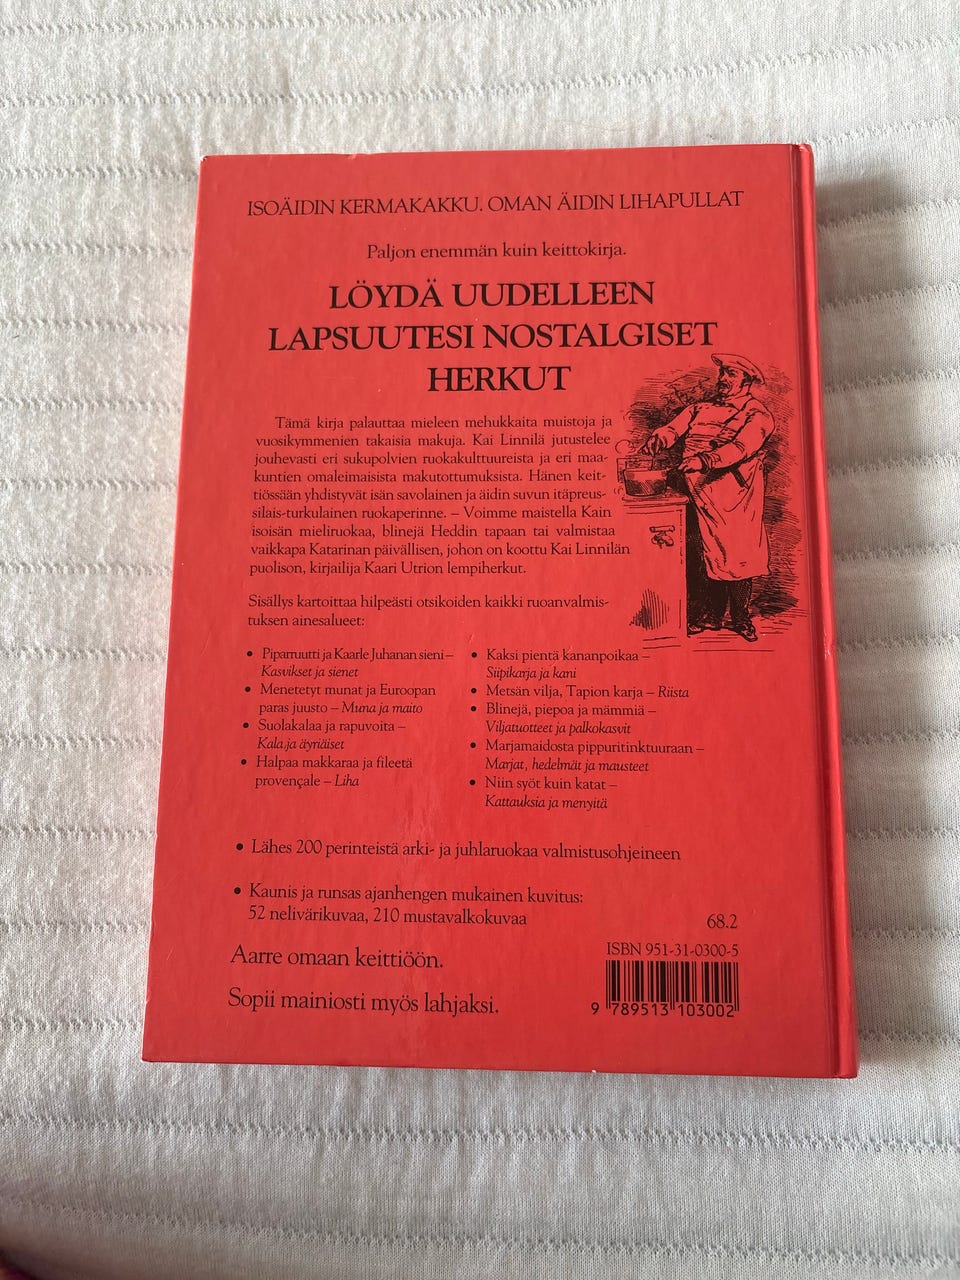 ISOÄIDIN KERMAKAKKU. OMAN ÄIDIN LIHAPULLAT
Paljon enemmän kuin keittokirja.
LÖYDÄ UUDELLEEN
LAPSUUTESI NOSTALGISET
HERKUT
Tämä kirja palauttaa mieleen mehukkaita muistoja ja
vuosikymmenien takaisia makuja. Kai Linnilä jutustelee
jouhevasti eri sukupolvien ruokakulttuureista ja eri maa-
kuntien omaleimaisista makutottumuksista. Hänen keit-
tiössään yhdistyvät isän savolainen ja äidin suvun itäpreus-
silais-turkulainen ruokaperinne. – Voimme maistella Kain
isoisän mieliruokaa, blinejä Heddin tapaan tai valmistaa
vaikkapa Katarinan päivällisen, johon on koottu Kai Linnilän
puolison, kirjailija Kaari Utrion lempiherkut.
Sisällys kartoittaa hilpeästi otsikoiden kaikki ruoanvalmis-
tuksen ainesalueet:
• Piparruutti ja Kaarle Juhanan sieni –
Kasvikset ja sienet
• Menetetyt munat ja Euroopan
paras juusto – Muna ja maito
• Suolakalaa ja rapuvoita –
Kala ja äyriäiset
• Halpaa makkaraa ja fileetä
provençale – Liha
• Kaksi pientä kananpoikaa –
Siipikarja ja kani
• Metsän vilja, Tapion karja – Riista
• Blinejä, piepoa ja mämmiä –
Viljatuotteet ja palkokasvit
• Marjamaidosta pippuritinktuuraan –
Marjat, hedelmät ja mausteet
• Niin syöt kuin katat –
Kattauksia ja menyitä
• Lähes 200 perinteistä arki- ja juhlaruokaa valmistusohjeineen
• Kaunis ja runsas ajanhengen mukainen kuvitus:
52 nelivärikuvaa, 210 mustavalkokuvaa
68.2
Aarre omaan keittiöön.
ISBN 951-31-0300-5
Sopii mainiosti myös lahjaksi.
9 789513 103002